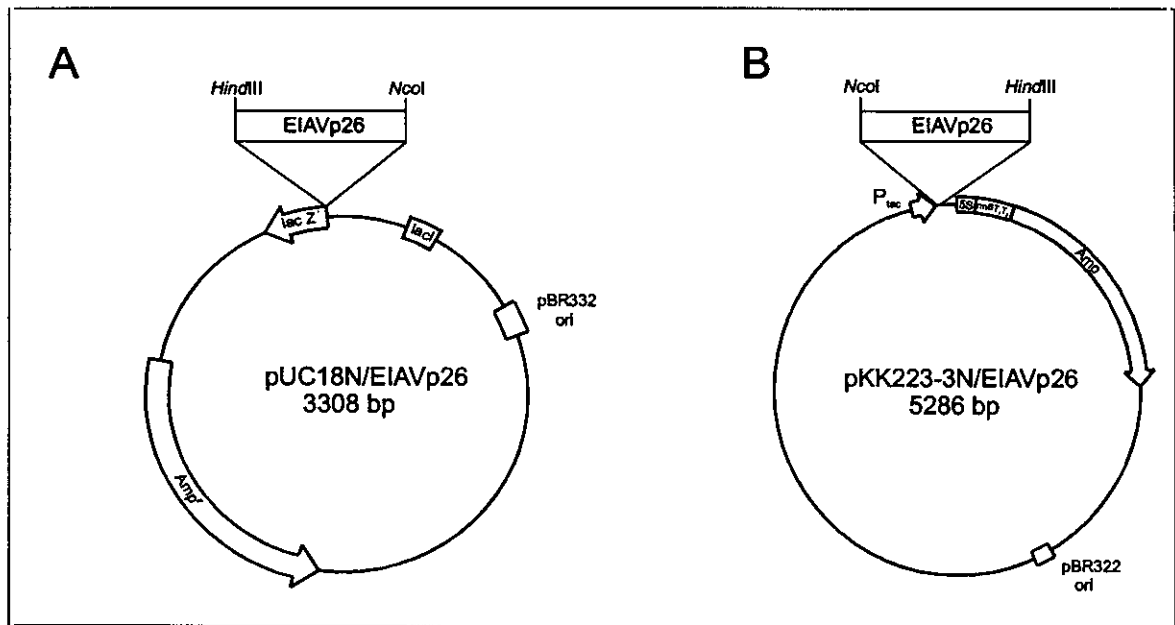 A
HindIII
NcoI
EIAVp26
lac Z'
lacI
pBR332
ori
pUC18N/EIAVp26
3308 bp
Ampʳ
B
NcoI
HindIII
EIAVp26
Ptac
5S
Amp
pKK223-3N/EIAVp26
5286 bp
pBR322
ori